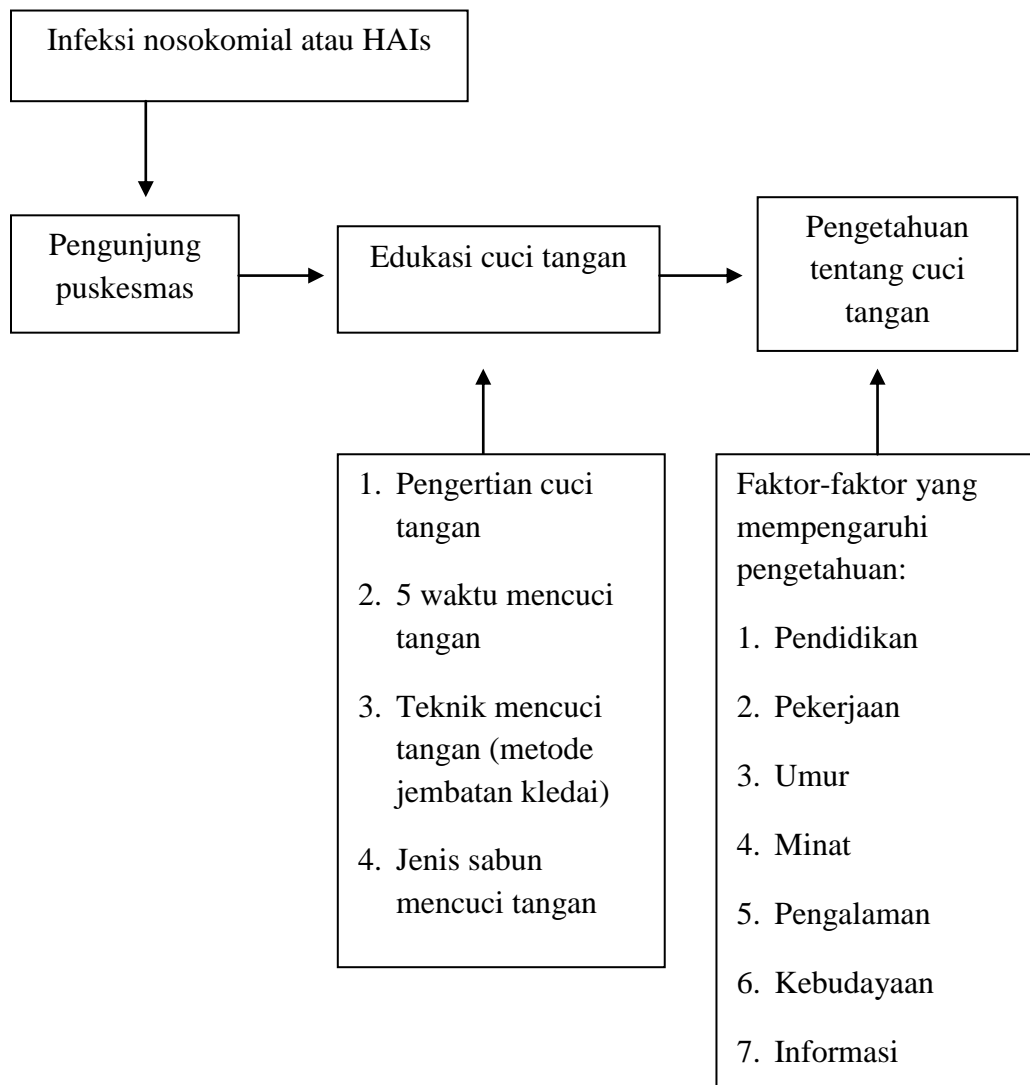 Infeksi nosokomial atau HAIs
Pengunjung
puskesmas
Edukasi cuci tangan
Pengetahuan
tentang cuci
tangan
1. Pengertian cuci
tangan
2. 5 waktu mencuci
tangan
3. Teknik mencuci
tangan (metode
jembatan kledai)
4. Jenis sabun
mencuci tangan
Faktor-faktor yang
mempengaruhi
pengetahuan:
1. Pendidikan
2. Pekerjaan
3. Umur
4. Minat
5. Pengalaman
6. Kebudayaan
7. Informasi